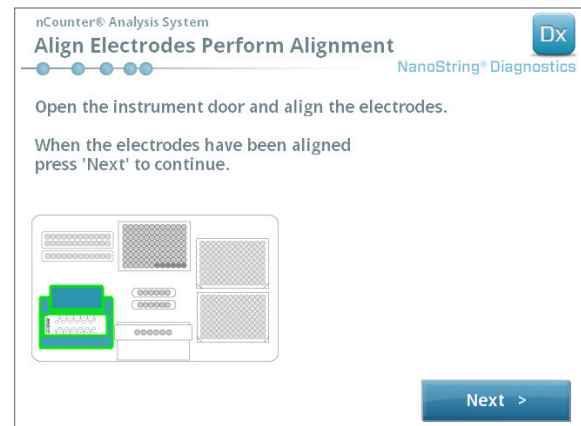 nCounter® Analysis System
Align Electrodes Perform Alignment
Dx
NanoString® Diagnostics
Open the instrument door and align the electrodes.
When the electrodes have been aligned
press 'Next' to continue.
Next >